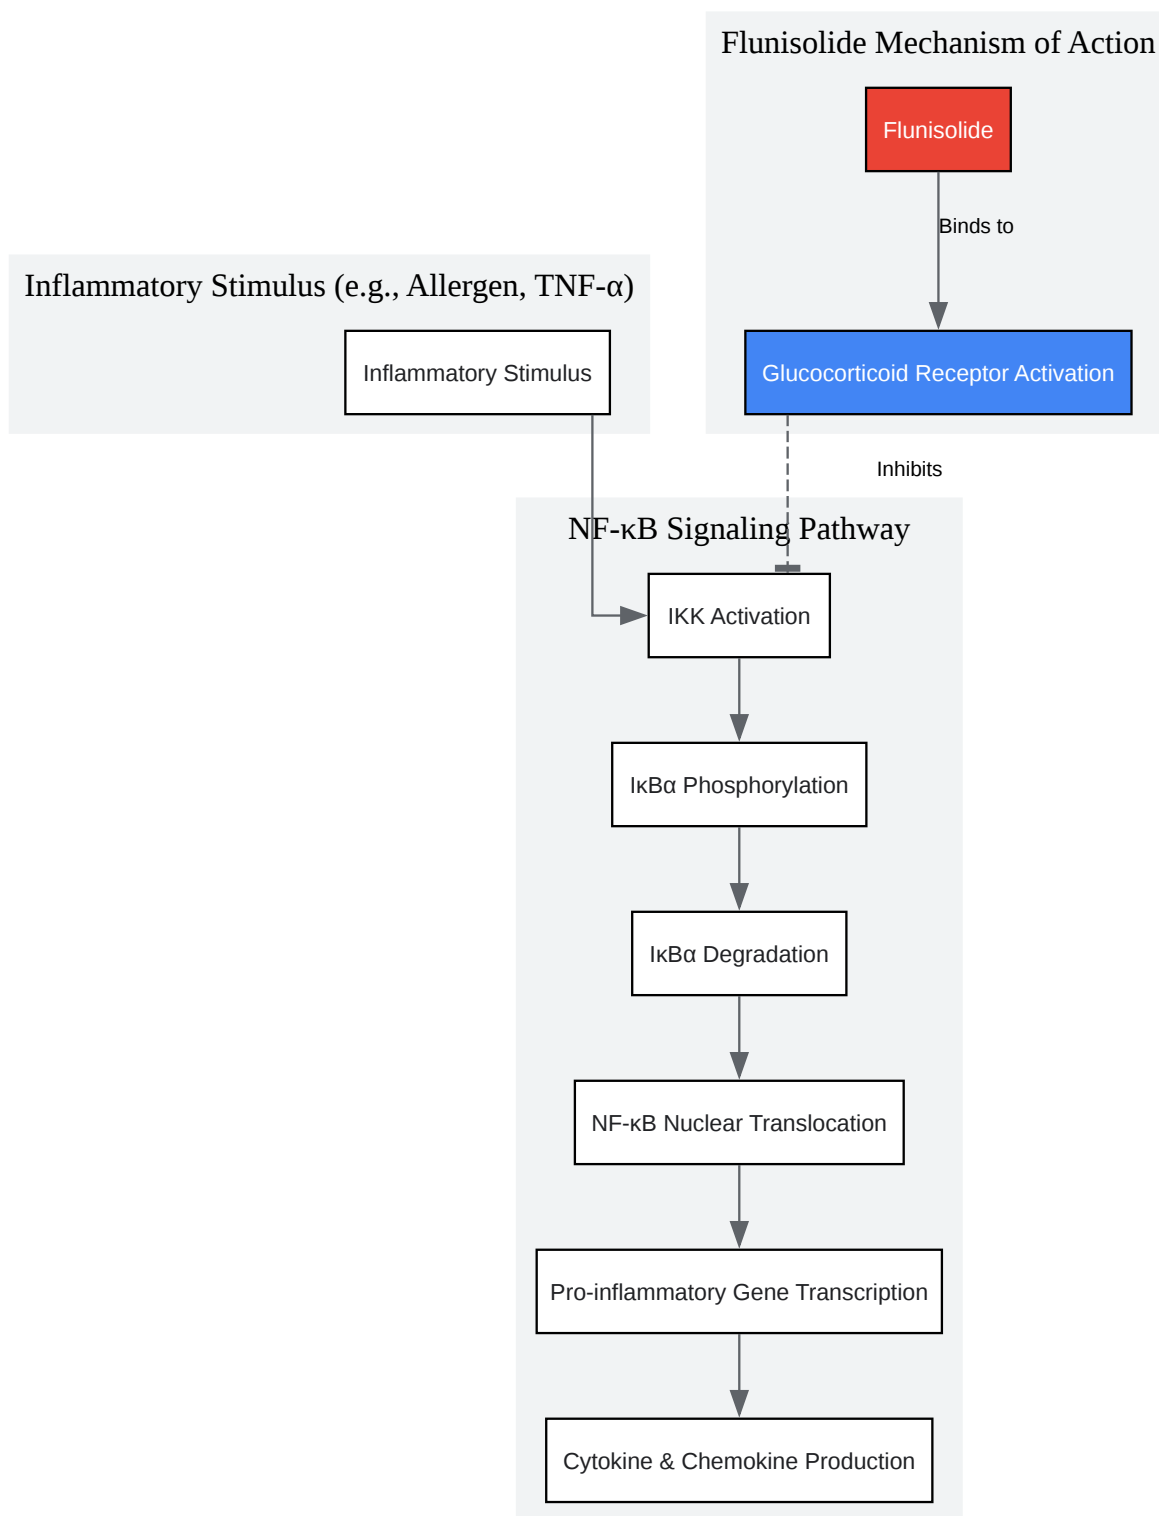 Flunisolide Mechanism of Action
Flunisolide
Binds to
Inflammatory Stimulus (e.g., Allergen, TNF-α)
Inflammatory Stimulus
Glucocorticoid Receptor Activation
Inhibits
NF-κB Signaling Pathway
IKK Activation
IκBα Phosphorylation
IκBα Degradation
NF-κB Nuclear Translocation
Pro-inflammatory Gene Transcription
Cytokine & Chemokine Production